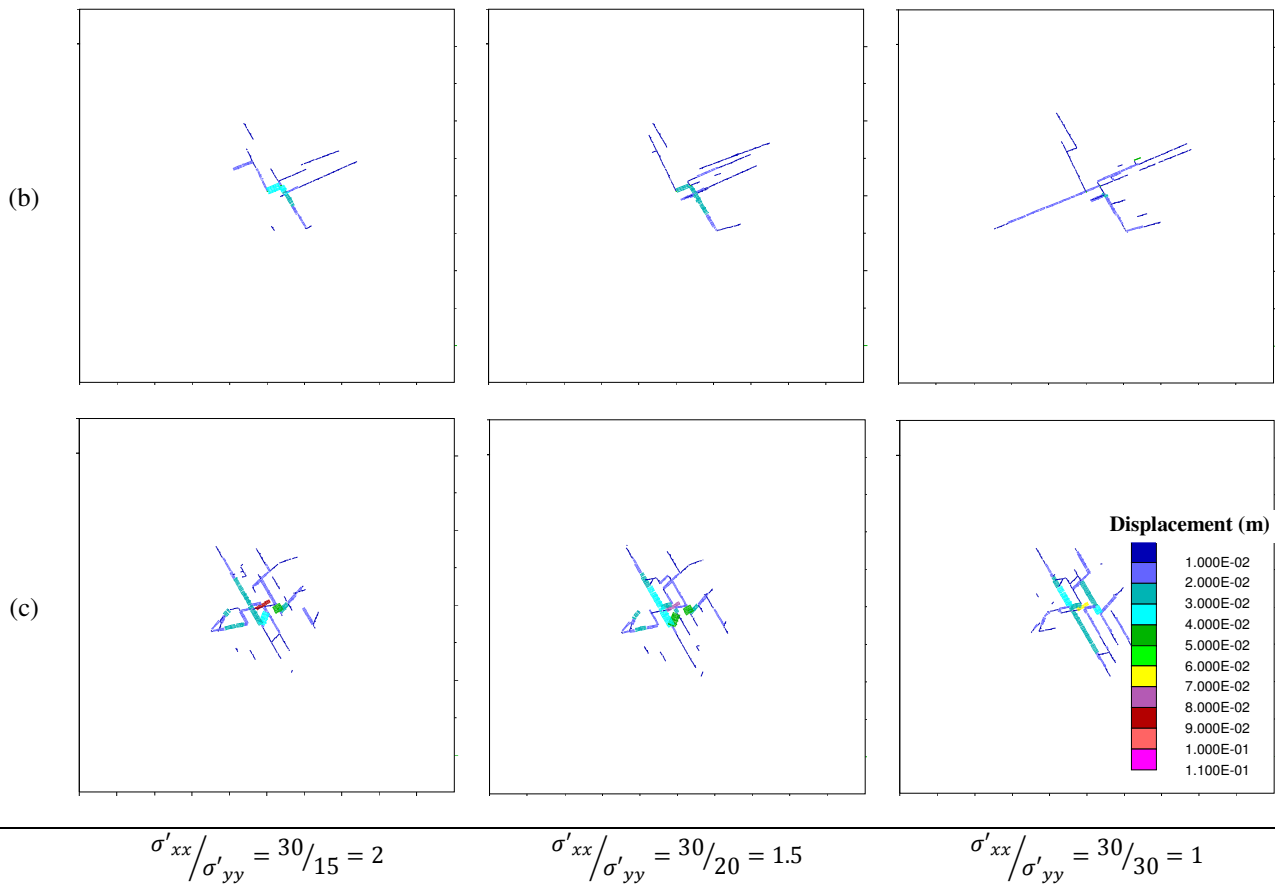 (b)
(c)
Displacement (m)
1.000E-02
2.000E-02
3.000E-02
4.000E-02
5.000E-02
6.000E-02
7.000E-02
8.000E-02
9.000E-02
1.000E-01
1.100E-01
σ'xx/σ'yy = 30/15 = 2
σ'xx/σ'yy = 30/20 = 1.5
σ'xx/σ'yy = 30/30 = 1